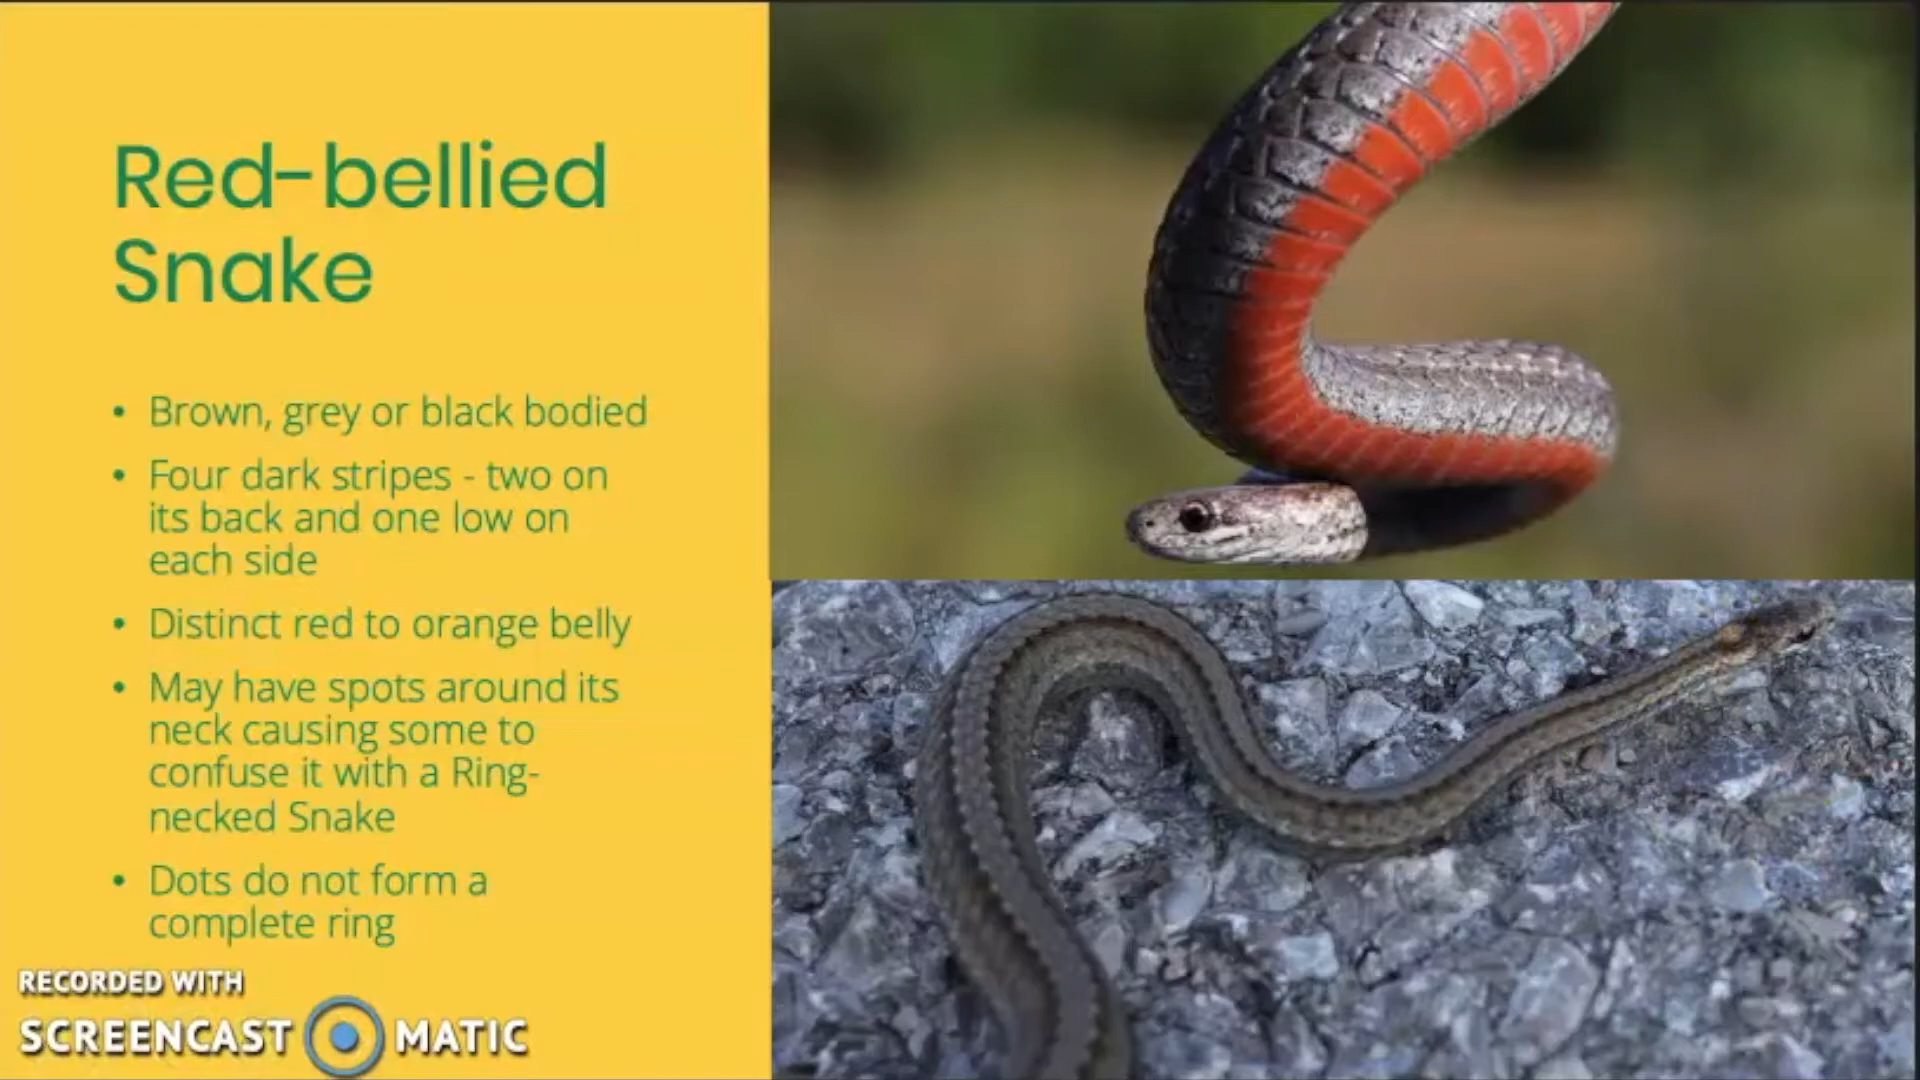 Red-bellied
Snake
• Brown, grey or black bodied
• Four dark stripes - two on
its back and one low on
each side
• Distinct red to orange belly
• May have spots around its
neck causing some to
confuse it with a Ring-
necked Snake
• Dots do not form a
complete ring
RECORDED WITH
SCREENCAST MATIC